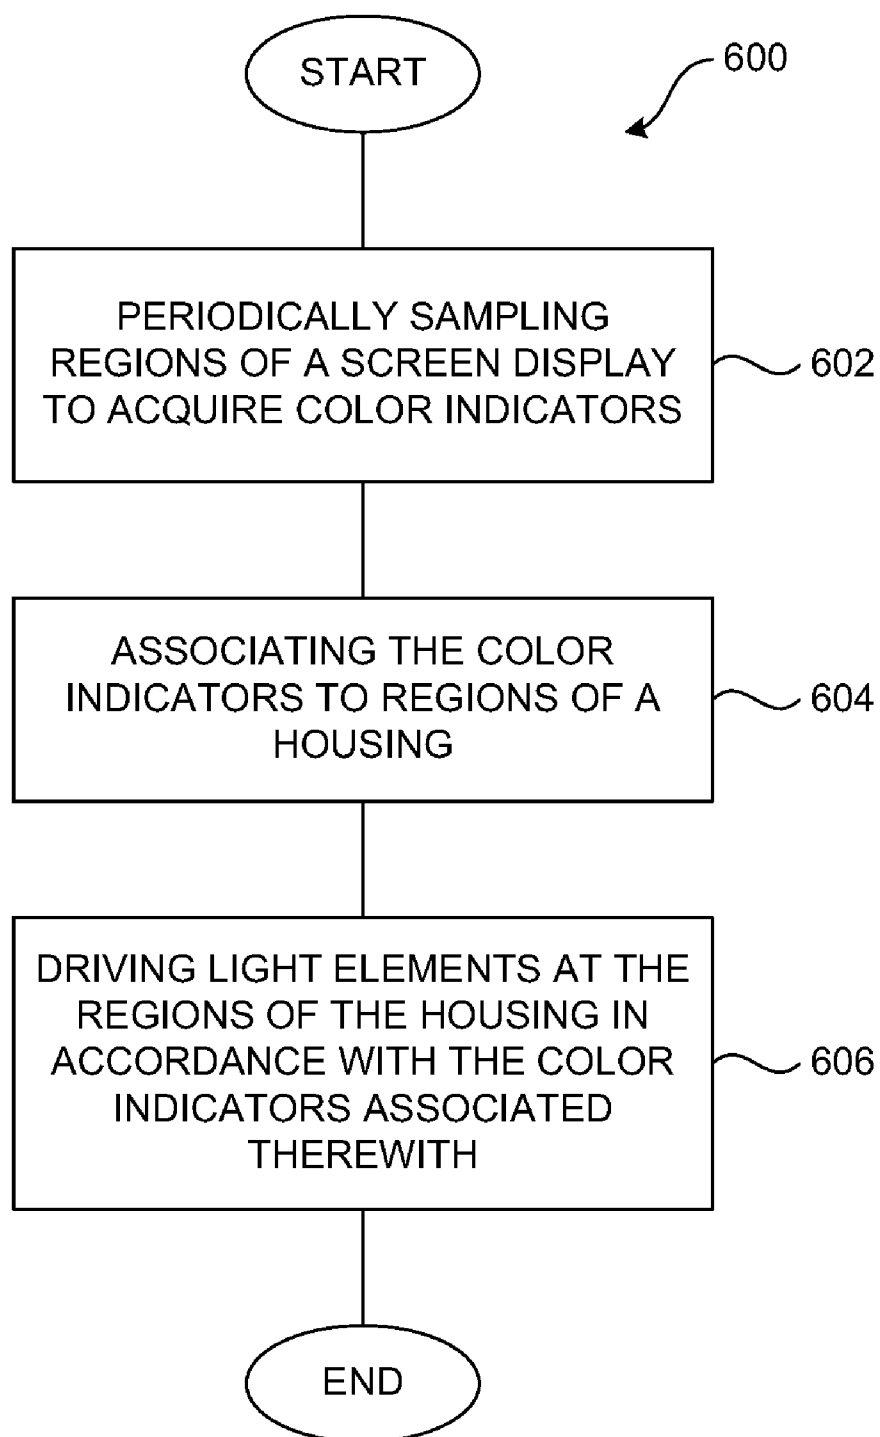 START
600
PERIODICALLY SAMPLING
REGIONS OF A SCREEN DISPLAY
TO ACQUIRE COLOR INDICATORS
602
ASSOCIATING THE COLOR
INDICATORS TO REGIONS OF A
HOUSING
604
DRIVING LIGHT ELEMENTS AT THE
REGIONS OF THE HOUSING IN
ACCORDANCE WITH THE COLOR
INDICATORS ASSOCIATED
THEREWITH
606
END